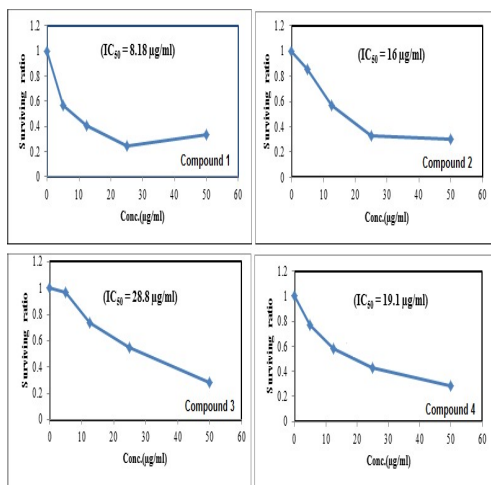 1.2
(IC50 = 8.18 µg/ml)
1
0.8
0.6
0.4
0.2
0
Surviving ratio
Compound 1
0 10 20 30 40 50 60
Conc.(µg/ml)
1.2
(IC50 = 16 µg/ml)
1
0.8
0.6
0.4
0.2
0
Surviving ratio
Compound 2
0 10 20 30 40 50 60
Conc.(µg/ml)
1.2
(IC50 = 28.8 µg/ml)
1
0.8
0.6
0.4
0.2
0
Surviving ratio
Compound 3
0 10 20 30 40 50 60
Conc.(µg/ml)
1.2
(IC50 = 19.1 µg/ml)
1
0.8
0.6
0.4
0.2
0
Surviving ratio
Compound 4
0 10 20 30 40 50 60
Conc.(µg/ml)